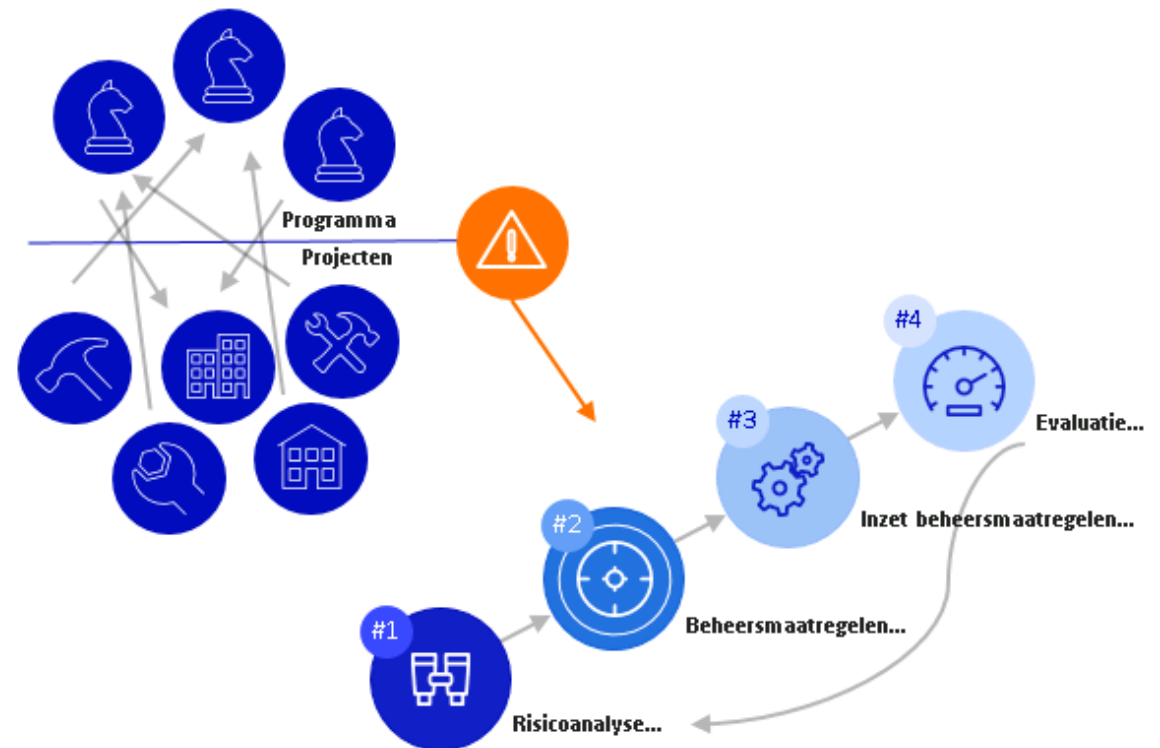 Programma
Projecten
#4
Evaluatie...
#3
Inzet beheersmaatregelen...
#2
Beheersmaatregelen...
#1
Risicoanalyse...